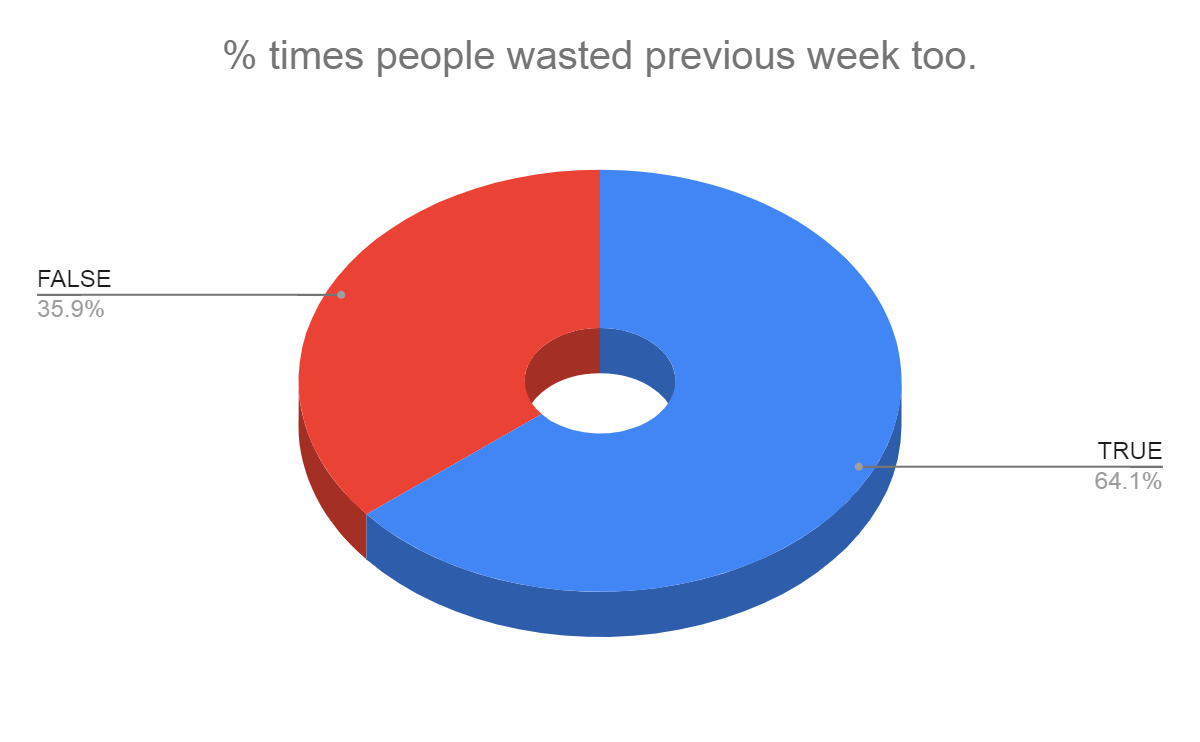 % times people wasted previous week too.
FALSE
35.9%
TRUE
64.1%